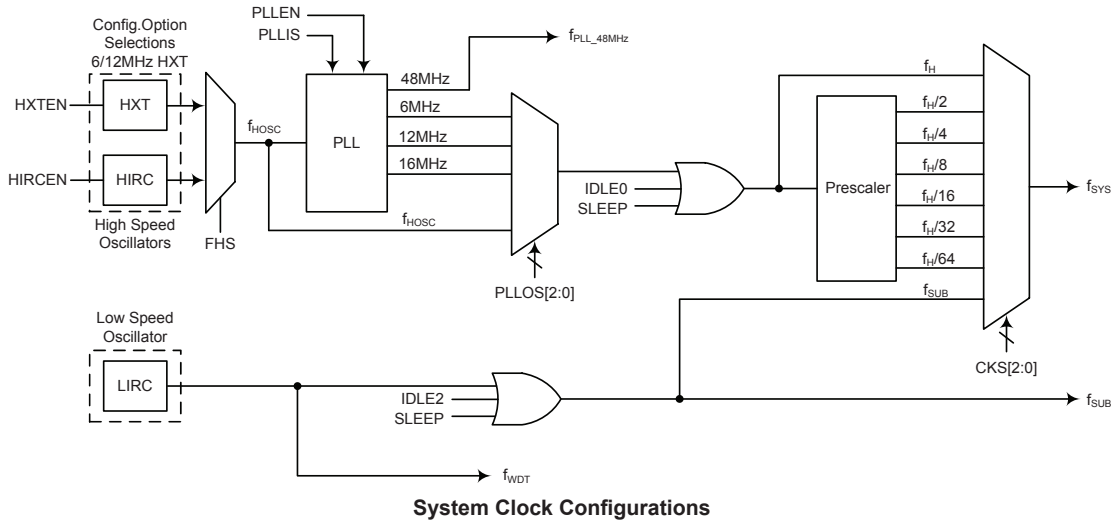 Config.Option
Selections
6/12MHz HXT
HXTEN
HXT
HIRCEN
HIRC
High Speed
Oscillators
FHS
fHOSC
PLLEN
PLLIS
PLL
48MHz
6MHz
12MHz
16MHz
fHOSC
fPLL_48MHz
PLLOS[2:0]
IDLE0
SLEEP
Prescaler
fH
fH/2
fH/4
fH/8
fH/16
fH/32
fH/64
fSUB
CKS[2:0]
fSYS
Low Speed
Oscillator
LIRC
IDLE2
SLEEP
fSUB
fWDT
System Clock Configurations